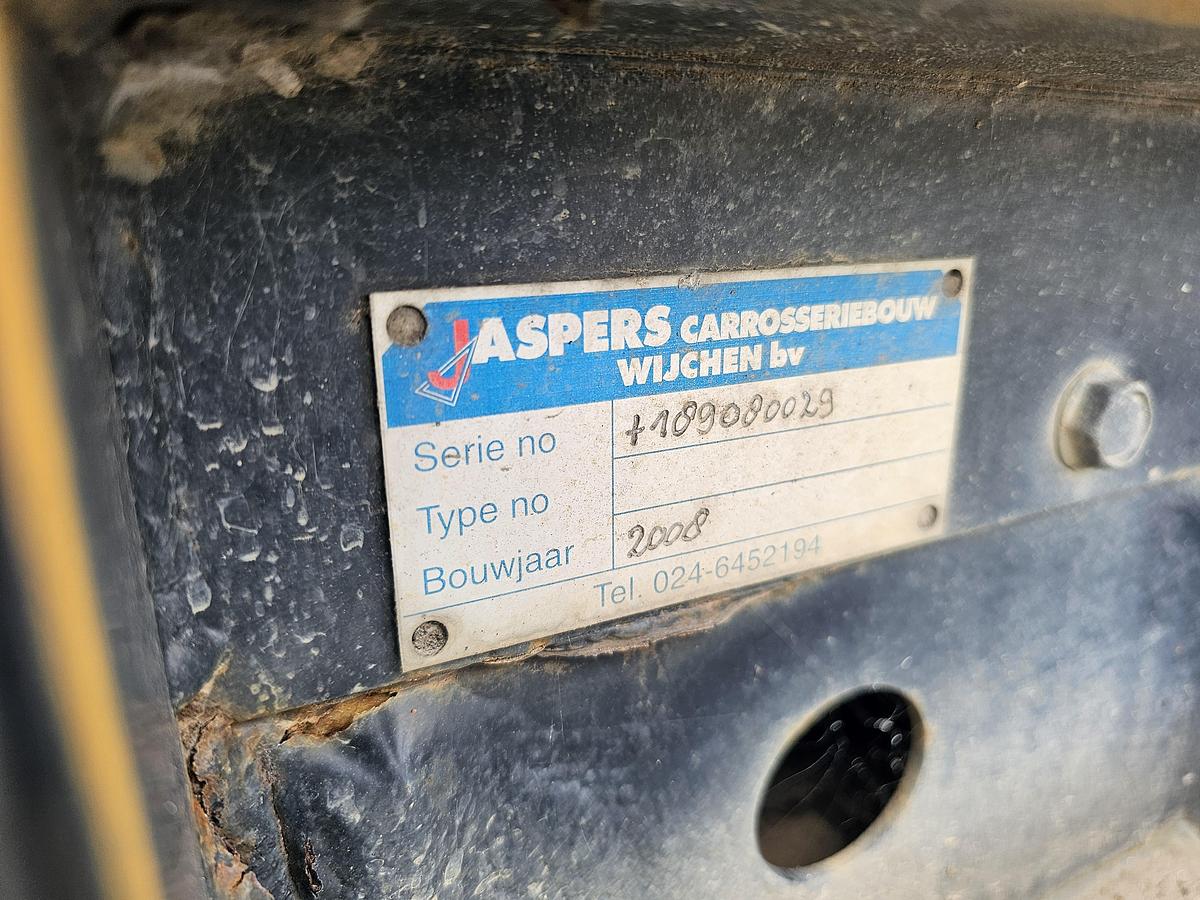 JASPERS CARROSSERIEBOUW
WIJCHEN bv
Serie no +189080029
Type no
Bouwjaar 2008
Tel. 024-6452194